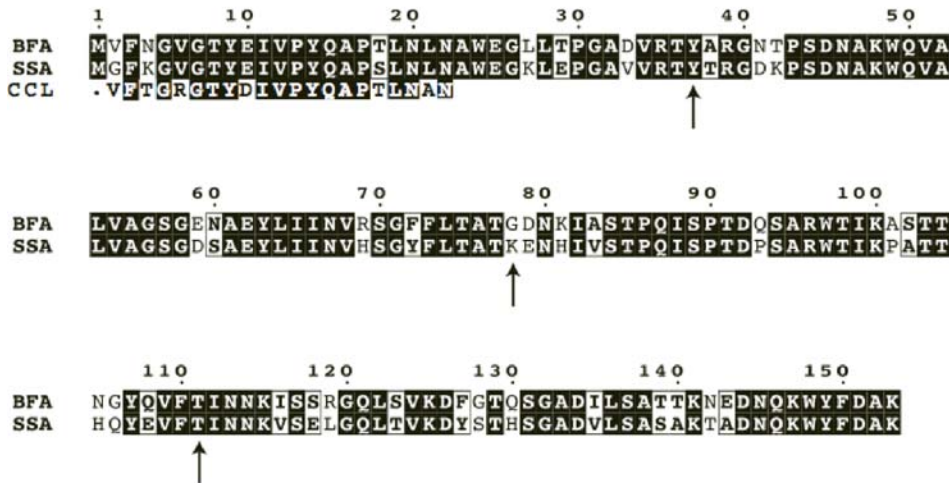 1 10 20 30 40 50
BFA MVFNGVGTYEIVPYQAPTLNLNAWEGLLTPGADVRTYARGNTPSDNAKWQVA
SSA MGFKGVGTYEIVPYQAPSLNLNAWEGKLEPGAVVRTYTRGDKPSDNAKWQVA
CCL .VFTGRGTYDIVPYQAPTLNAN
60 70 80 90 100
BFA LVAGSGENAEYLIINVRSGFFLTATGDNKIASTPQISPTDQSARWTIKASTT
SSA LVAGSGDSAEYLIINVHSGYFLTATKENHIVSTPQISPTDPSARWTIKPATT
110 120 130 140 150
BFA NGYQVFTINNKISSRGQLSVKDFGTQSGADILSATTKNEDNQKWYFDAK
SSA HQYEVFTINNKVSELGQLTVKDYSTHSGADVLSASAKTADNQKWYFDAK